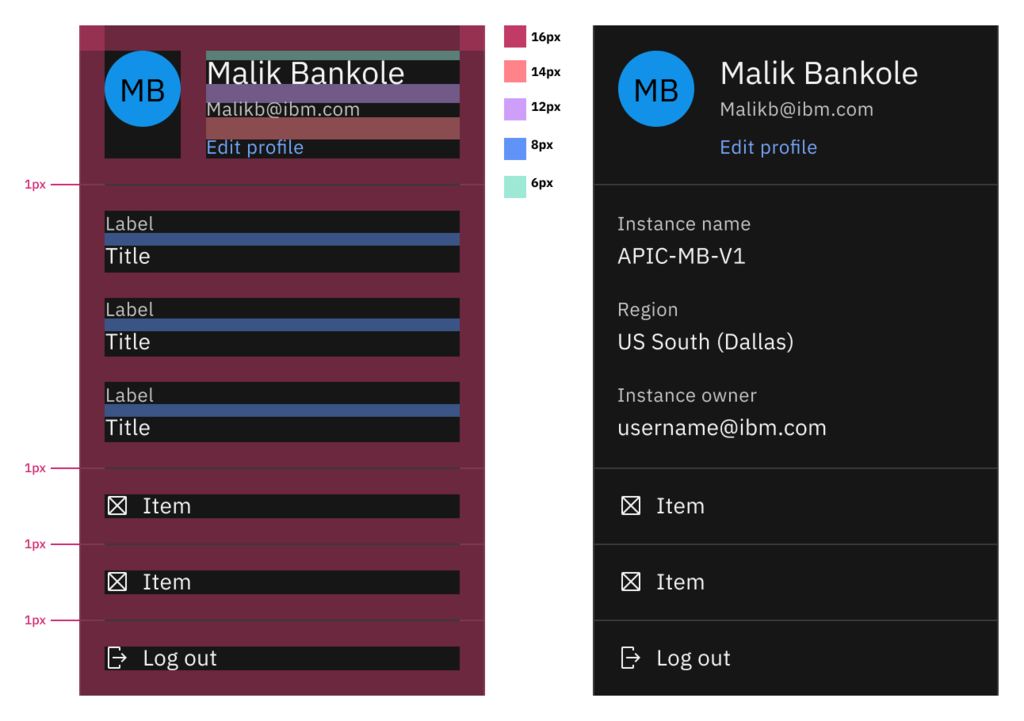 MB
Malik Bankole
Malikb@ibm.com
Edit profile
1px
Label
Title
Label
Title
Label
Title
1px
Item
1px
Item
1px
Log out
16px
14px
12px
8px
6px
MB
Malik Bankole
Malikb@ibm.com
Edit profile
Instance name
APIC-MB-V1
Region
US South (Dallas)
Instance owner
username@ibm.com
Item
Item
Log out